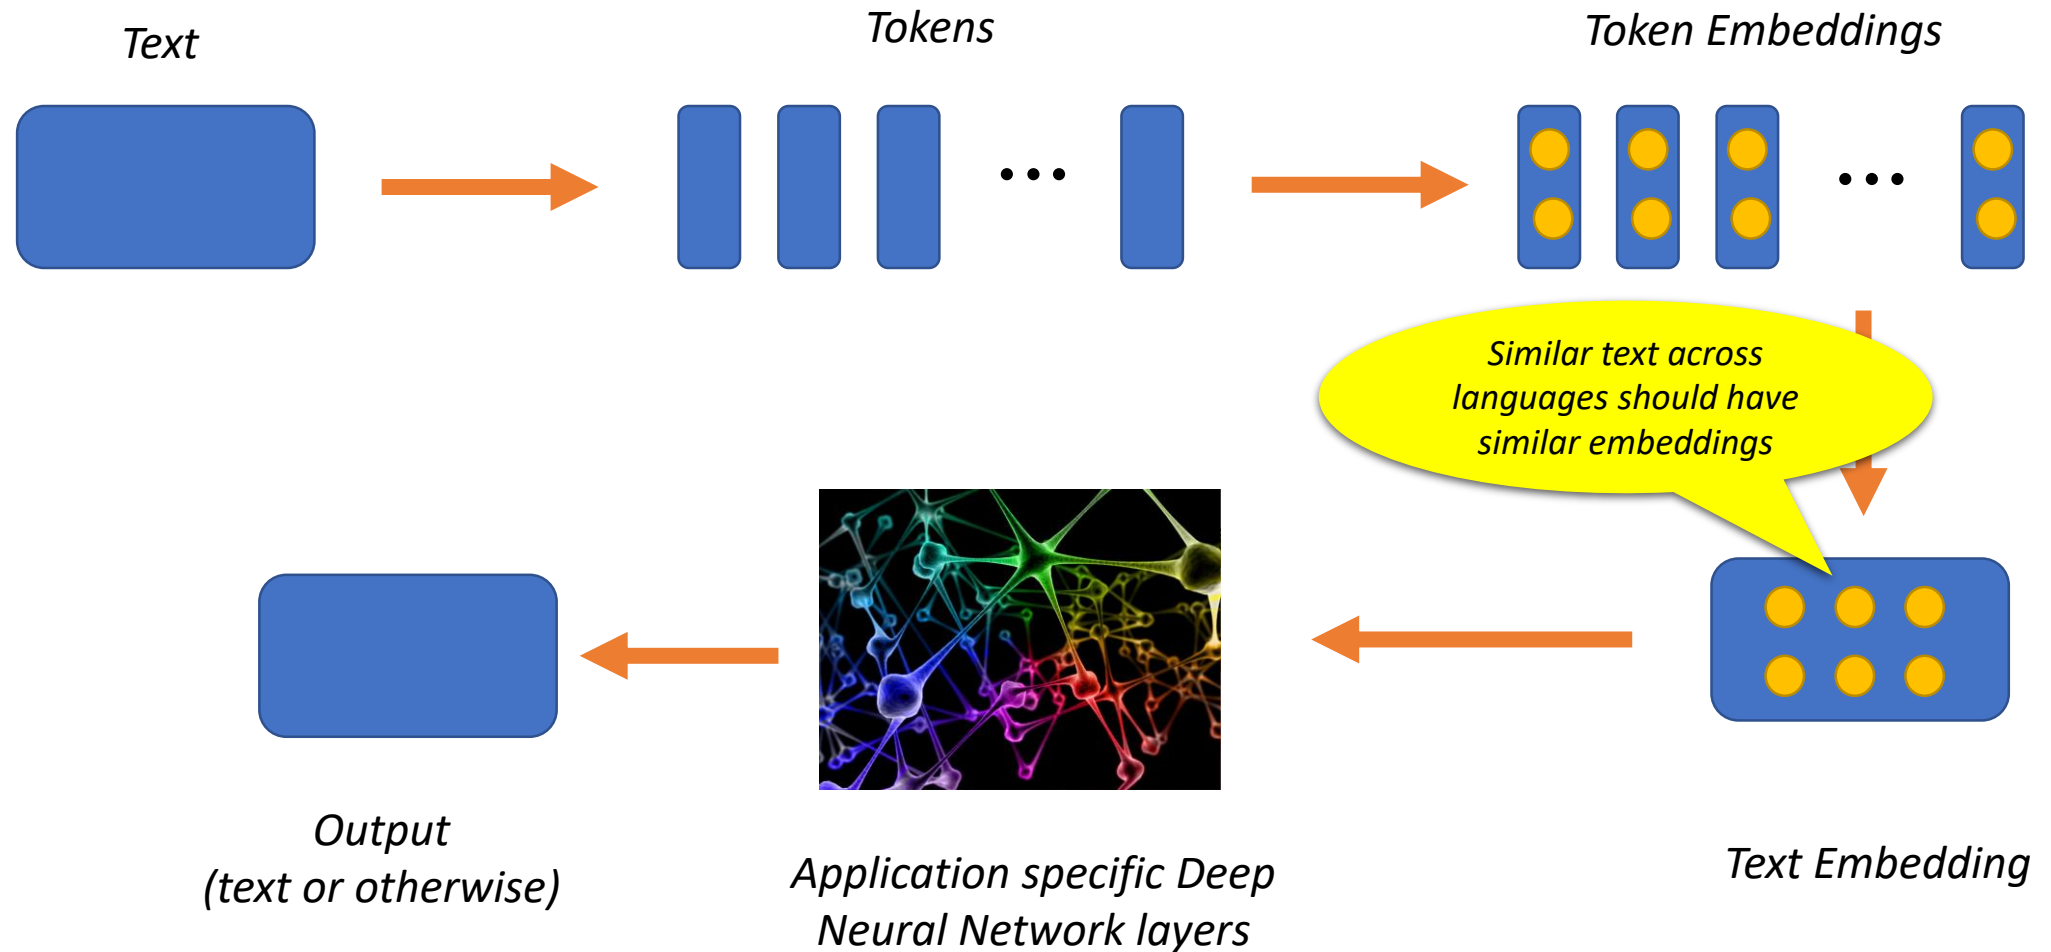 Text
Tokens
Token Embeddings
Similar text across
languages should have
similar embeddings
Output
(text or otherwise)
Application specific Deep
Neural Network layers
Text Embedding